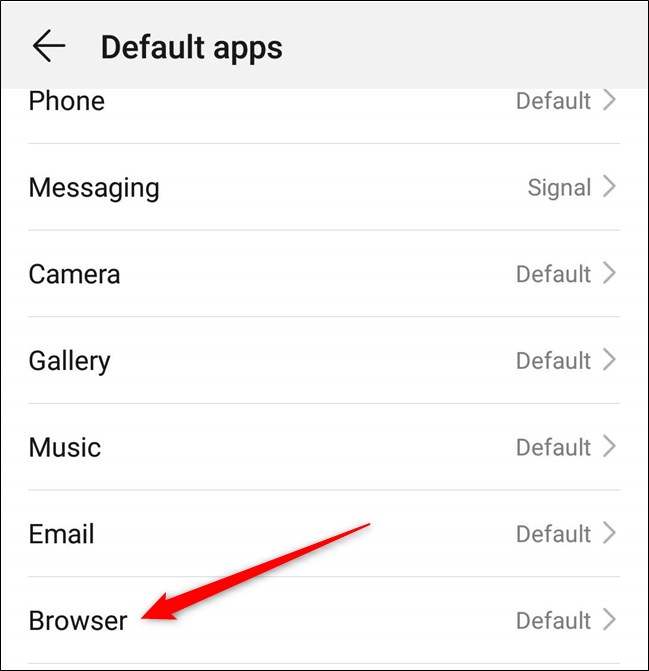 Default apps
Phone Default
Messaging Signal
Camera Default
Gallery Default
Music Default
Email Default
Browser Default